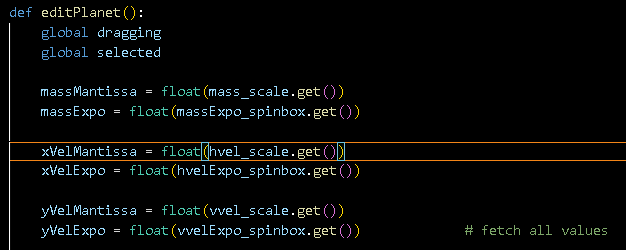 def editPlanet():
    global dragging
    global selected
    massMantissa = float(mass_scale.get())
    massExpo = float(massExpo_spinbox.get())
    xVelMantissa = float(hvel_scale.get())
    xVelExpo = float(hvelExpo_spinbox.get())
    yVelMantissa = float(vvel_scale.get())
    yVelExpo = float(vvelExpo_spinbox.get())          # fetch all values